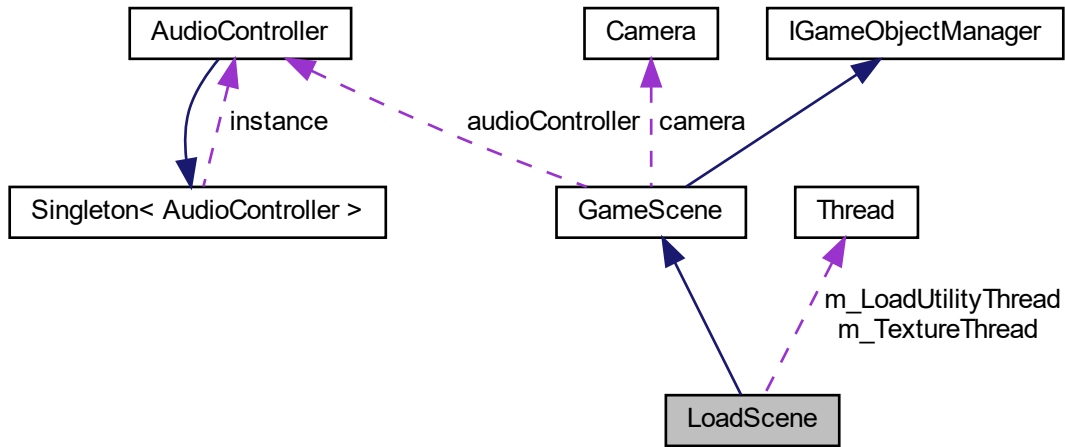 AudioController
Camera
IGameObjectManager
instance
audioController
camera
Singleton< AudioController >
GameScene
Thread
m_LoadUtilityThread
m_TextureThread
LoadScene